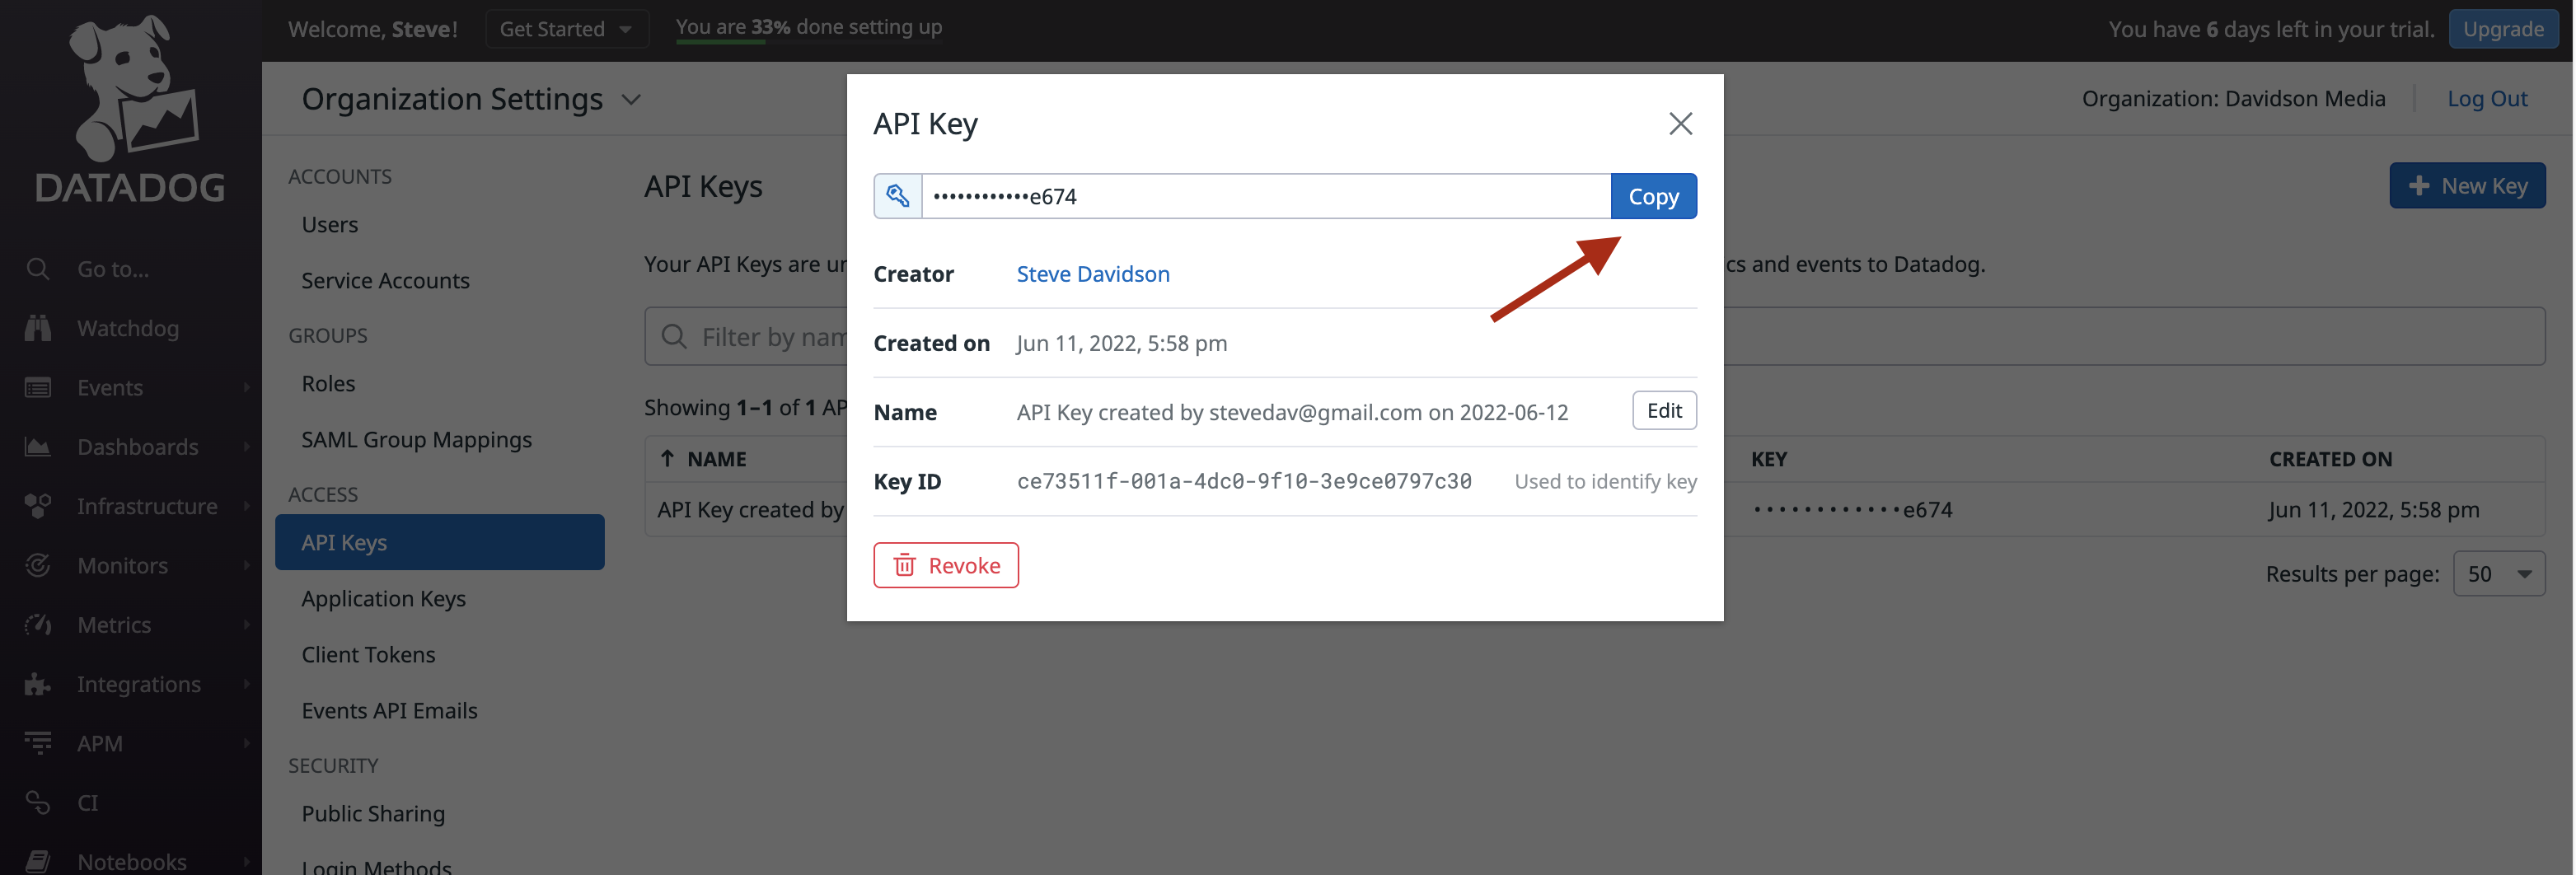 Welcome, Steve!
Get Started
You are 33% done setting up
You have 6 days left in your trial.
Upgrade
DATADOG
Go to...
Watchdog
Events
Dashboards
Infrastructure
Monitors
Metrics
Integrations
APM
CI
Notebooks
Organization Settings
Organization: Davidson Media
Log Out
ACCOUNTS
Users
Service Accounts
GROUPS
Roles
SAML Group Mappings
ACCESS
API Keys
Application Keys
Client Tokens
Events API Emails
SECURITY
Public Sharing
Login Methods
API Keys
New Key
Your API Keys are
cs and events to Datadog.
Filter by
Showing 1–1 of 1
NAME
KEY
CREATED ON
API Key created by
••••••••••••e674
Jun 11, 2022, 5:58 pm
Results per page:
50
API Key
••••••••••••e674
Copy
Creator
Steve Davidson
Created on
Jun 11, 2022, 5:58 pm
Name
API Key created by stevedav@gmail.com on 2022-06-12
Edit
Key ID
ce73511f-001a-4dc0-9f10-3e9ce0797c30
Used to identify key
Revoke